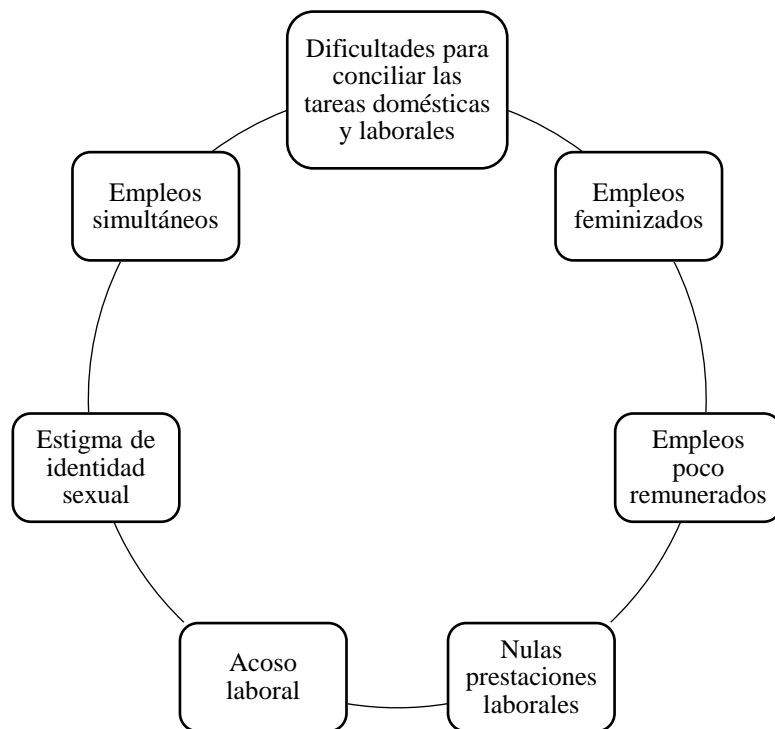 Dificultades para
conciliar las
tareas domésticas
y laborales
Empleos
feminizados
Empleos
poco
remunerados
Nulas
prestaciones
laborales
Acoso
laboral
Estigma de
identidad
sexual
Empleos
simultáneos